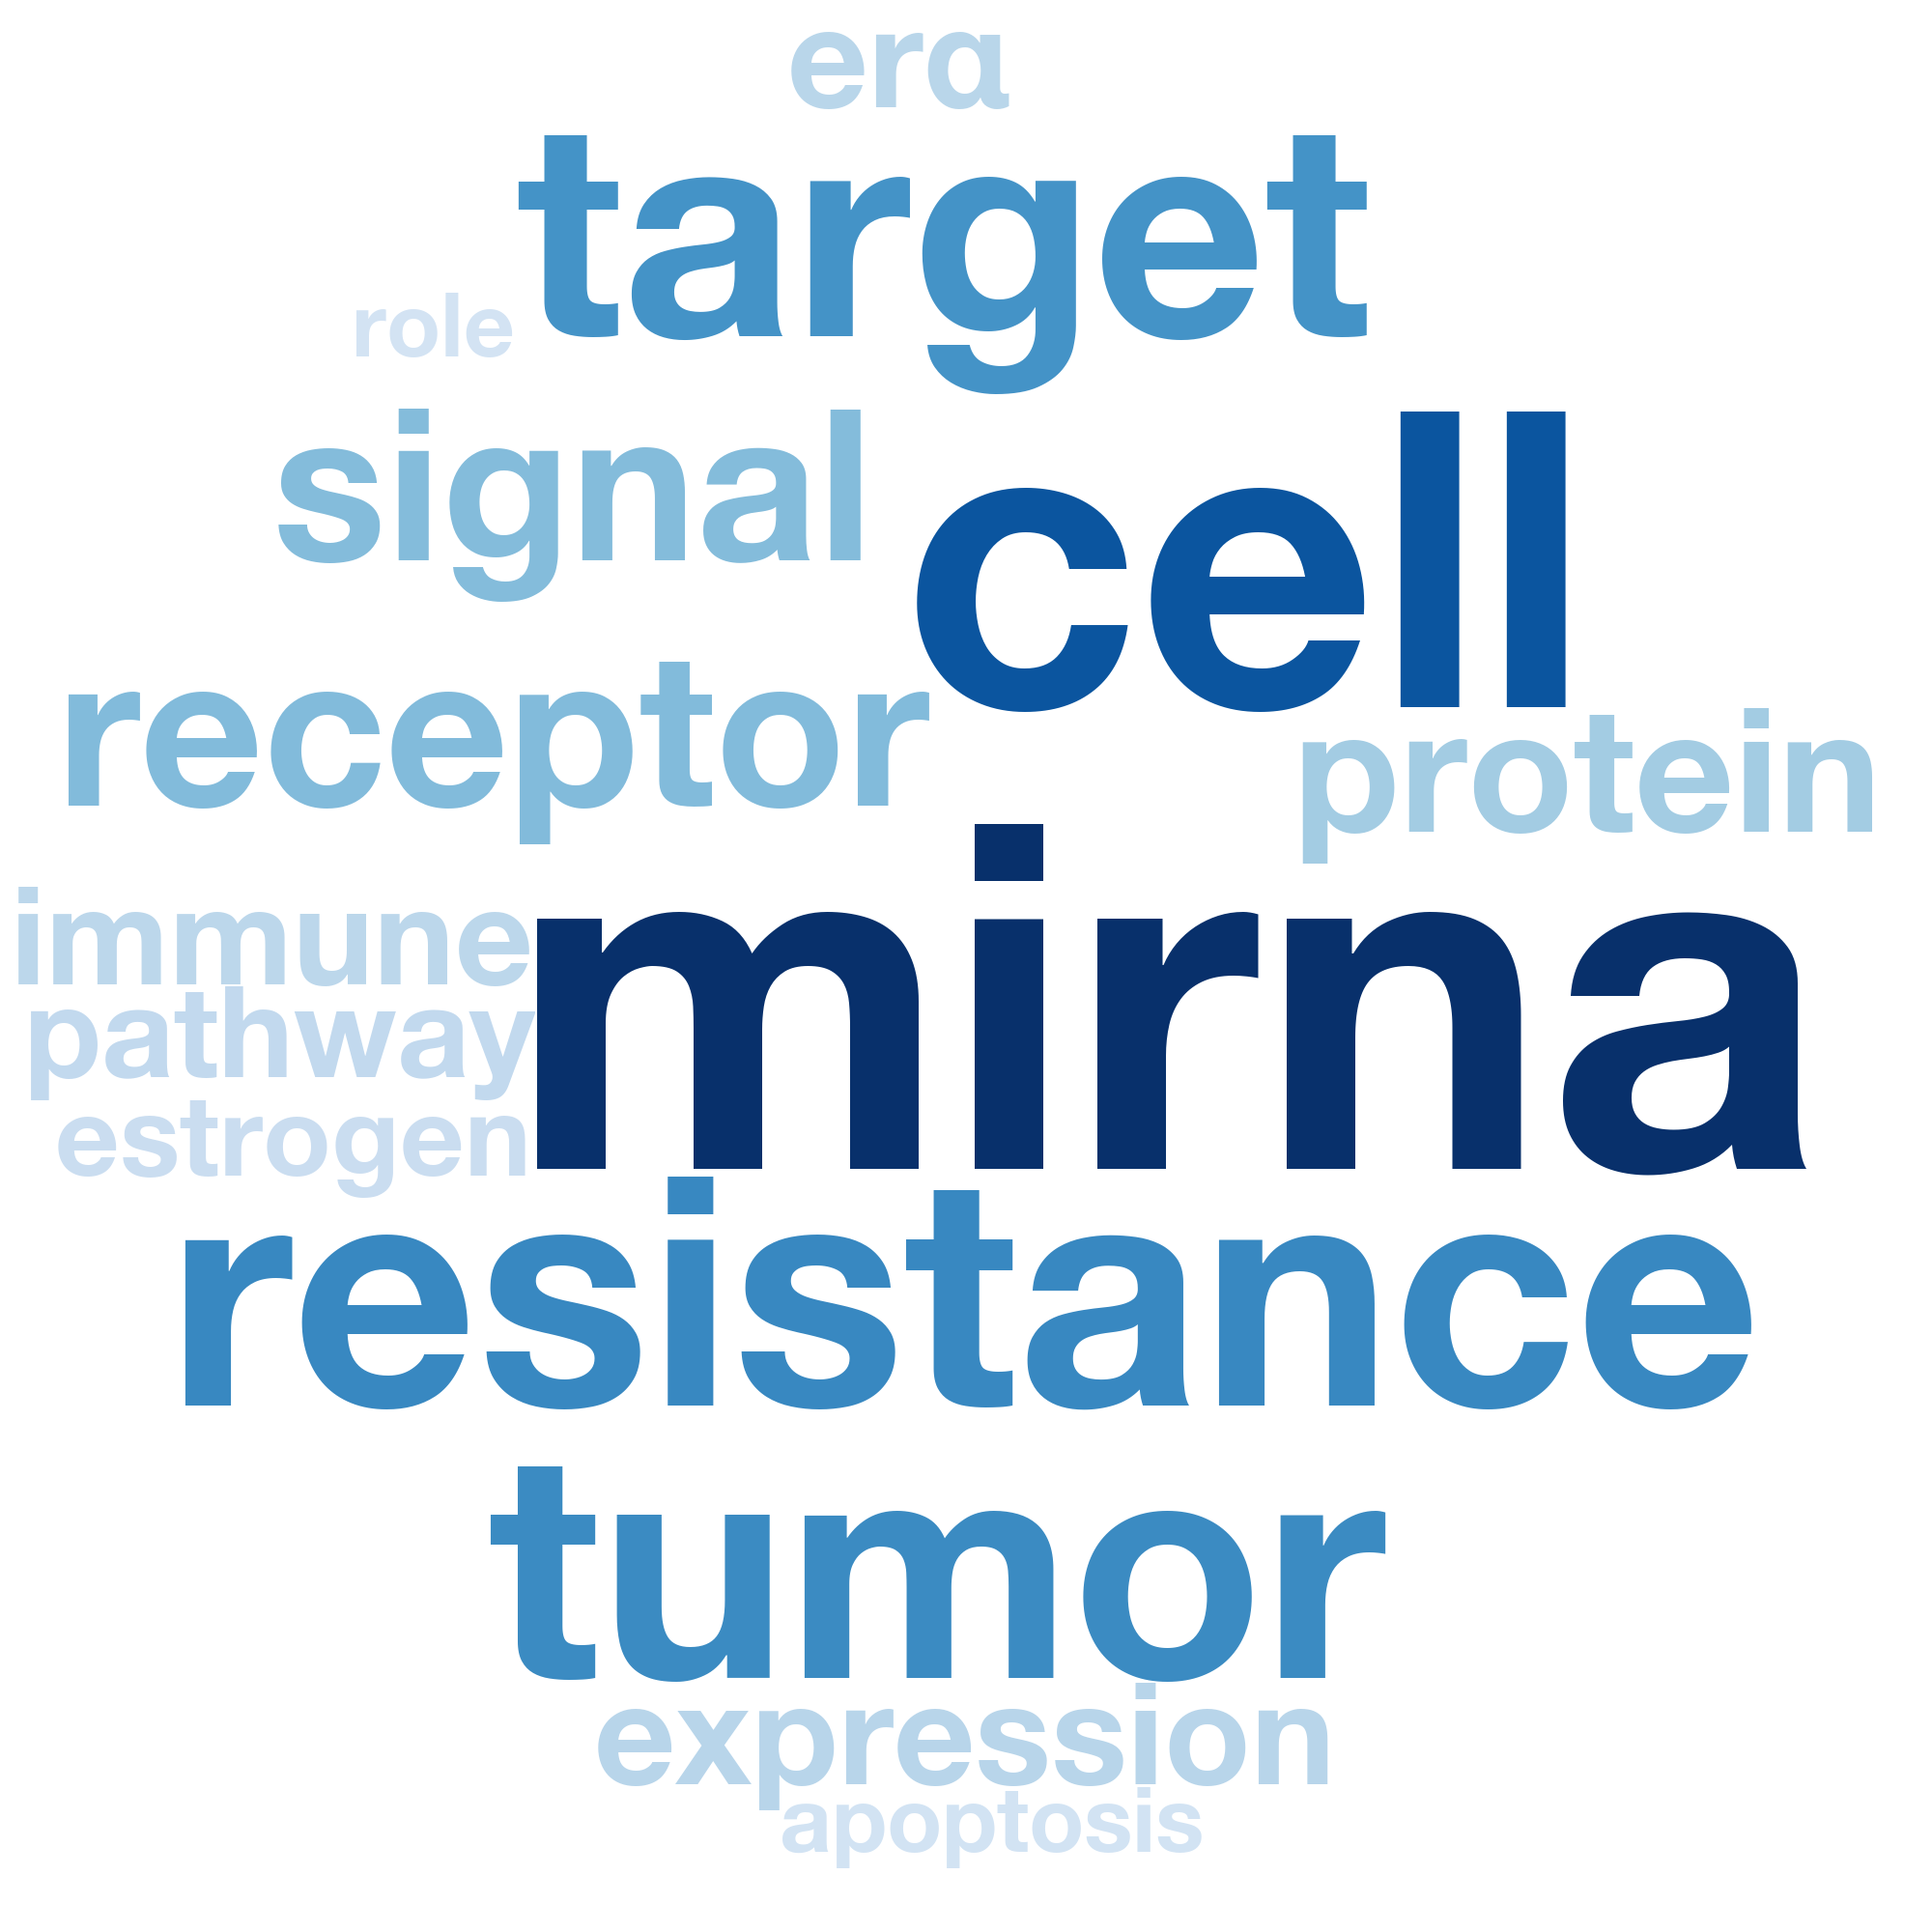 erα
target
role
signal
cell
receptor
protein
immune
mirna
pathway
estrogen
resistance
tumor
expression
apoptosis